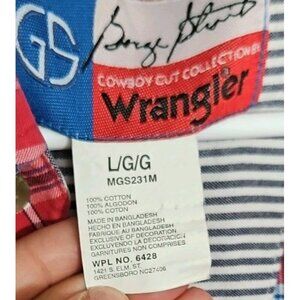 GS
George Strait
COWBOY CUT COLLECTION BY
Wrangler
L/G/G
MGS231M
100% COTTON
100% ALGODON
100% COTON
MADE IN BANGLADESH
HECHO EN BANGLADESH
FABRIQUE AU BANGLADESH
EXCLUSIVE OF DECORATION
EXCLUYENDO LA DECORACION
GARNITURES NON COMPRISES
WPL NO. 6428
1421 S. ELM ST.
GREENSBORO NC27406